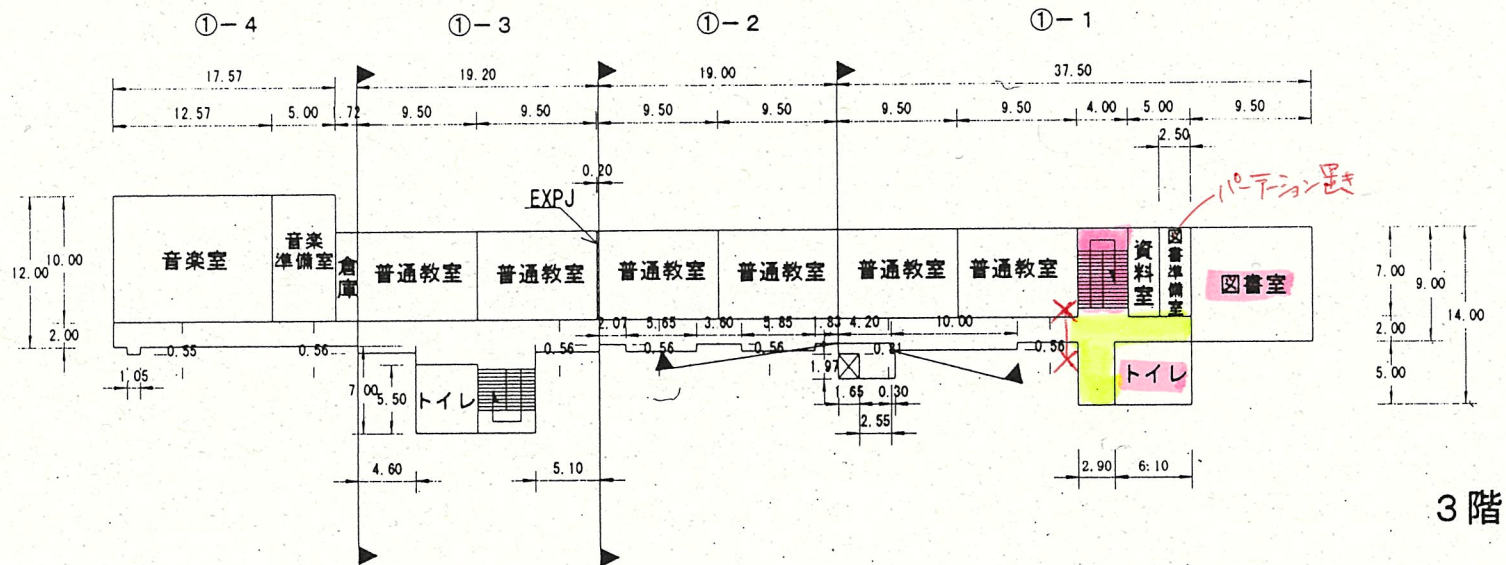 ①-4 ①-3 ①-2 ①-1
17.57 19.20 19.00 37.50
12.57 5.00 .72 9.50 9.50 9.50 9.50 9.50 9.50 4.00 5.00 9.50
2.50
0.20
パーテーション置き
EXPJ
12.00 10.00 2.00
音楽室
音楽準備室
倉庫
普通教室
普通教室
普通教室
普通教室
普通教室
普通教室
資料室
図書準備室
図書室
7.00 2.00 5.00 9.00 14.00
2.07 5.65 3.60 5.85 1.83 4.20 10.00
0.55 0.56 0.56 0.56 0.56 0.21 0.56
1.05
7.00 5.50
トイレ
1.97
トイレ
1.65 0.30
2.55
4.60 5.10
2.90 6.10
3階